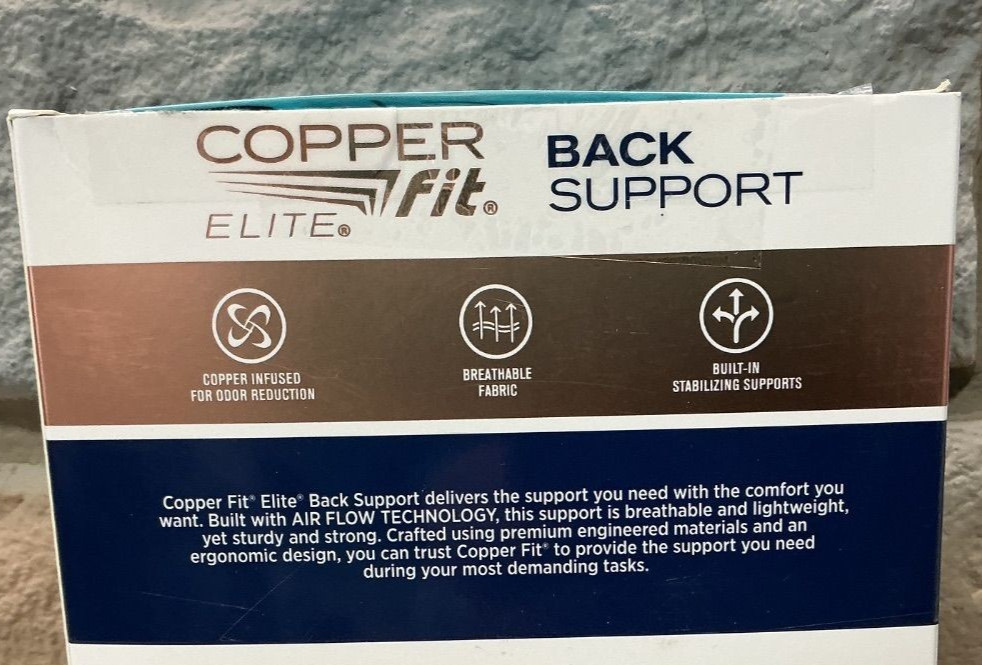 COPPER
fit®
ELITE®
BACK
SUPPORT
COPPER INFUSED
FOR ODOR REDUCTION
BREATHABLE
FABRIC
BUILT-IN
STABILIZING SUPPORTS
Copper Fit® Elite® Back Support delivers the support you need with the comfort you
want. Built with AIR FLOW TECHNOLOGY, this support is breathable and lightweight,
yet sturdy and strong. Crafted using premium engineered materials and an
ergonomic design, you can trust Copper Fit® to provide the support you need
during your most demanding tasks.